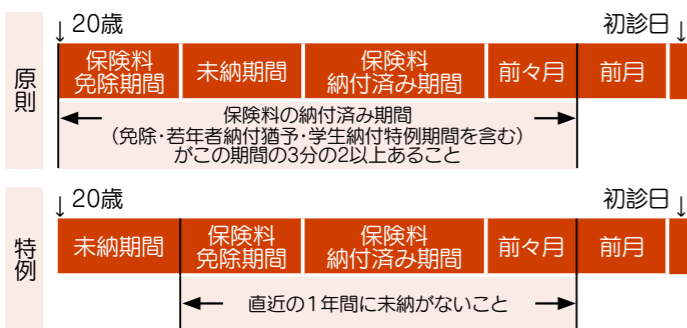 原則
↓20歳
初診日↓
保険料
免除期間
未納期間
保険料
納付済み期間
前々月
前月
保険料の納付済み期間
（免除・若年者納付猶予・学生納付特例期間を含む）
がこの期間の3分の2以上あること
特例
↓20歳
初診日↓
未納期間
保険料
免除期間
保険料
納付済み期間
前々月
前月
直近の1年間に未納がないこと